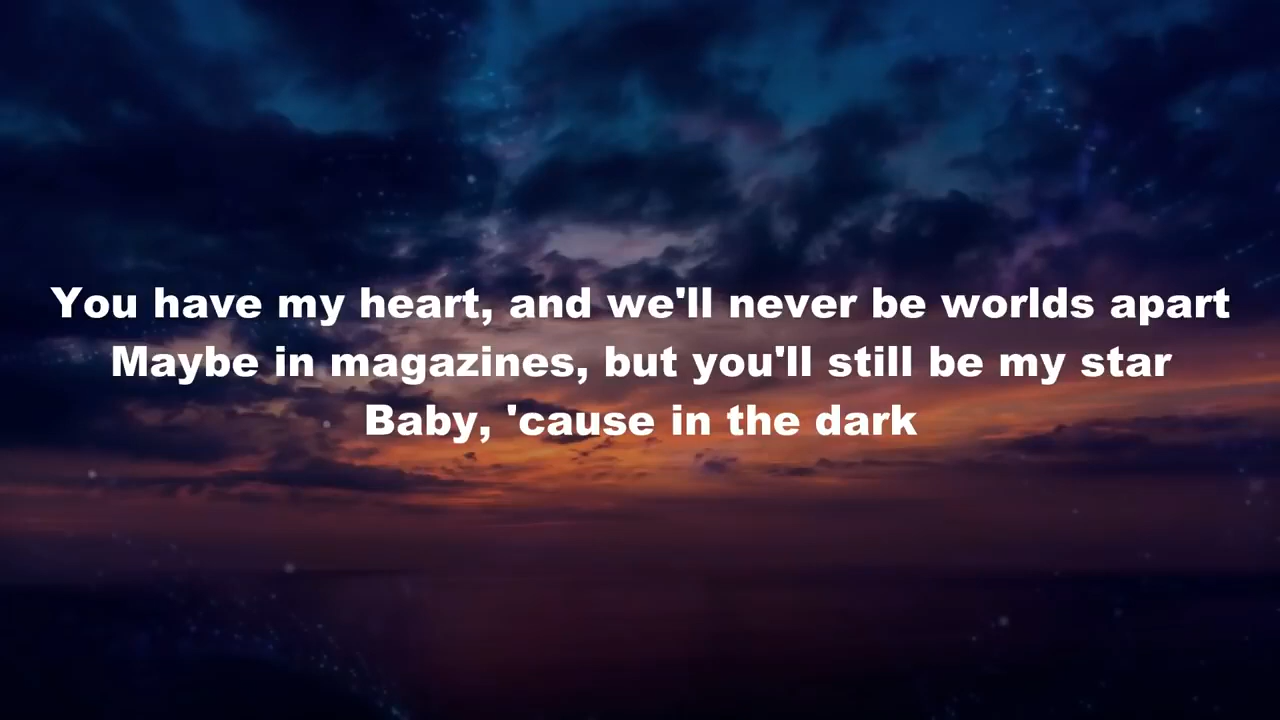 You have my heart, and we'll never be worlds apart
Maybe in magazines, but you'll still be my star
Baby, 'cause in the dark